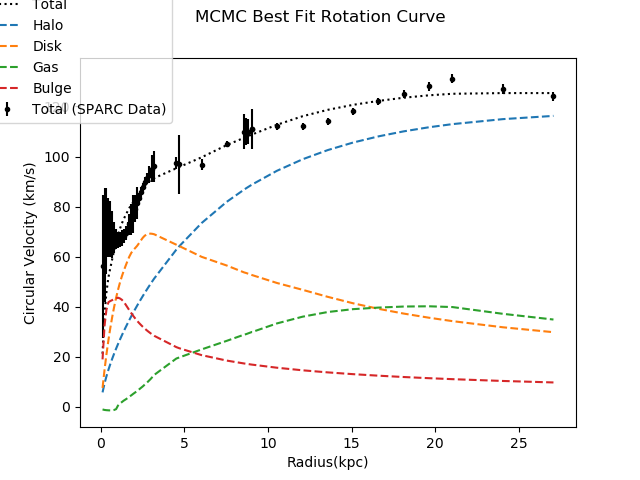 Total
MCMC Best Fit Rotation Curve
Halo
Disk
Gas
Bulge
Total (SPARC Data)
120
100
80
60
40
20
0
Circular Velocity (km/s)
0 5 10 15 20 25
Radius(kpc)